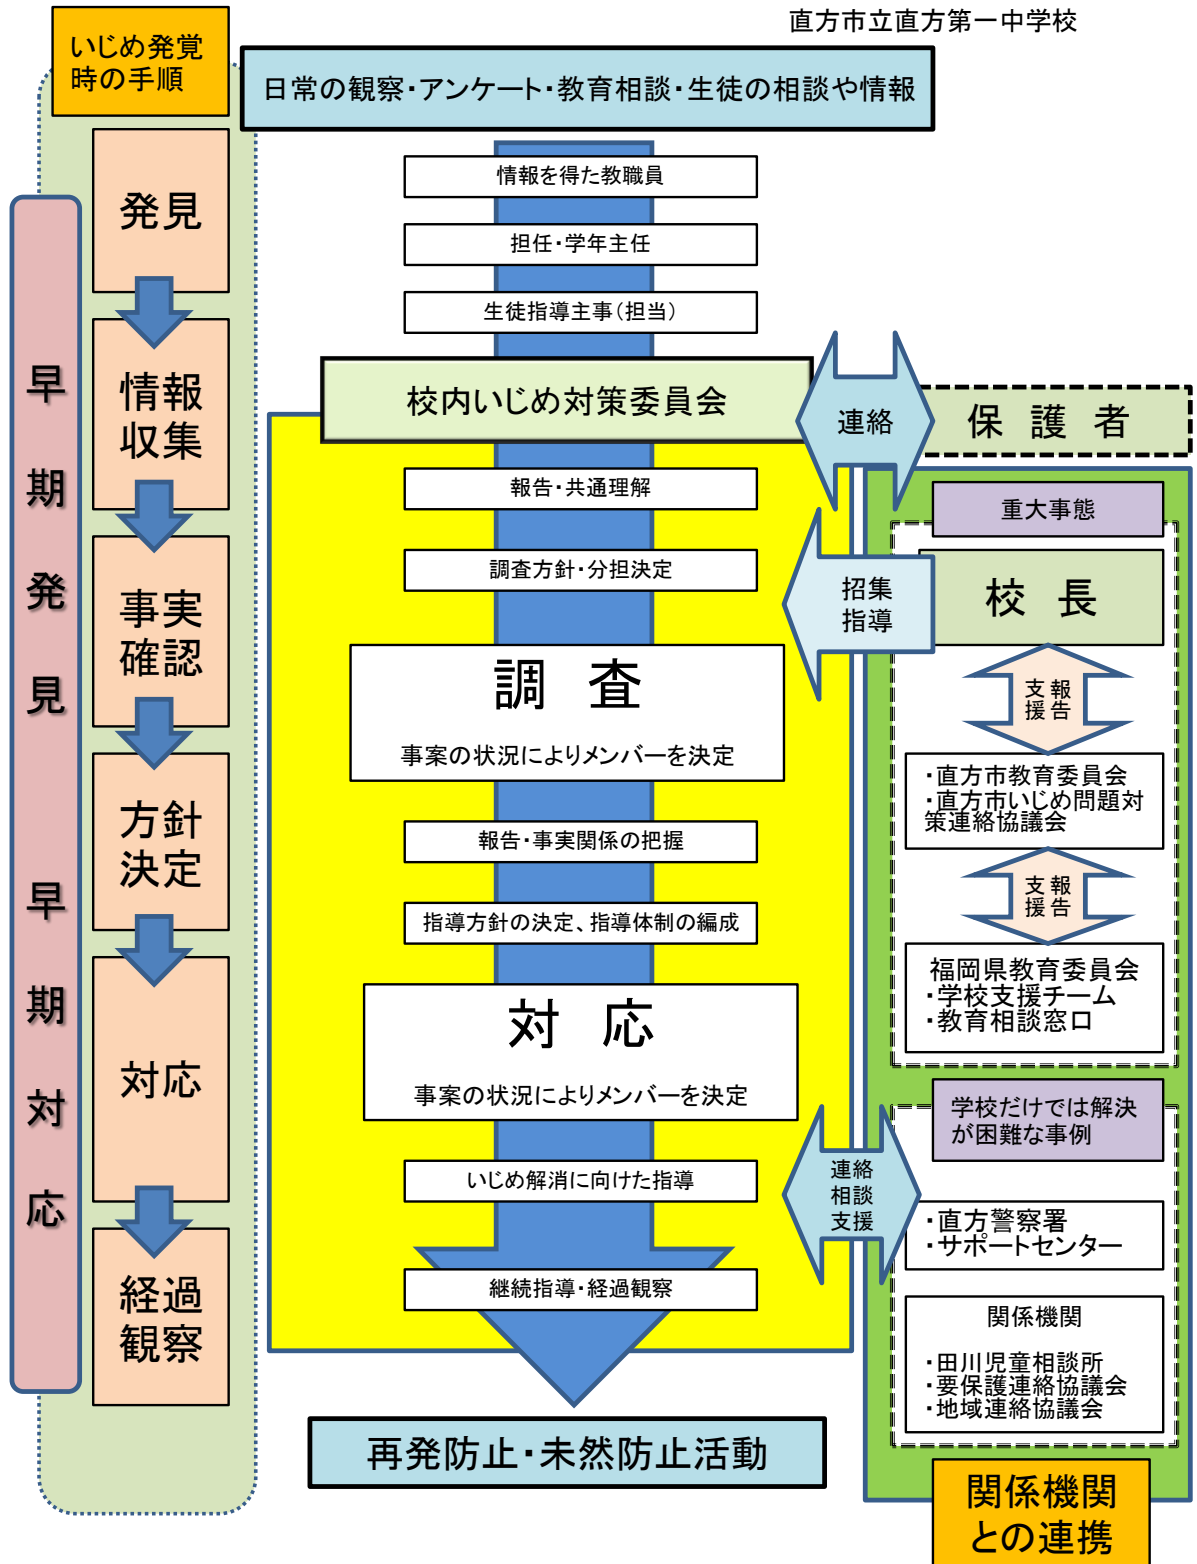 直方市立直方第一中学校
いじめ発覚
時の手順
日常の観察・アンケート・教育相談・生徒の相談や情報
早期発見 早期対応
発見
情報
収集
事実
確認
方針
決定
対応
経過
観察
情報を得た教職員
担任・学年主任
生徒指導主事(担当)
校内いじめ対策委員会
報告・共通理解
調査方針・分担決定
調 査
事案の状況によりメンバーを決定
報告・事実関係の把握
指導方針の決定、指導体制の編成
対 応
事案の状況によりメンバーを決定
いじめ解消に向けた指導
継続指導・経過観察
再発防止・未然防止活動
連絡
保 護 者
重大事態
招集
指導
校 長
支 報
援 告
・直方市教育委員会
・直方市いじめ問題対
策連絡協議会
支 報
援 告
福岡県教育委員会
・学校支援チーム
・教育相談窓口
学校だけでは解決
が困難な事例
連絡
相談
支援
・直方警察署
・サポートセンター
関係機関
・田川児童相談所
・要保護連絡協議会
・地域連絡協議会
関係機関
との連携